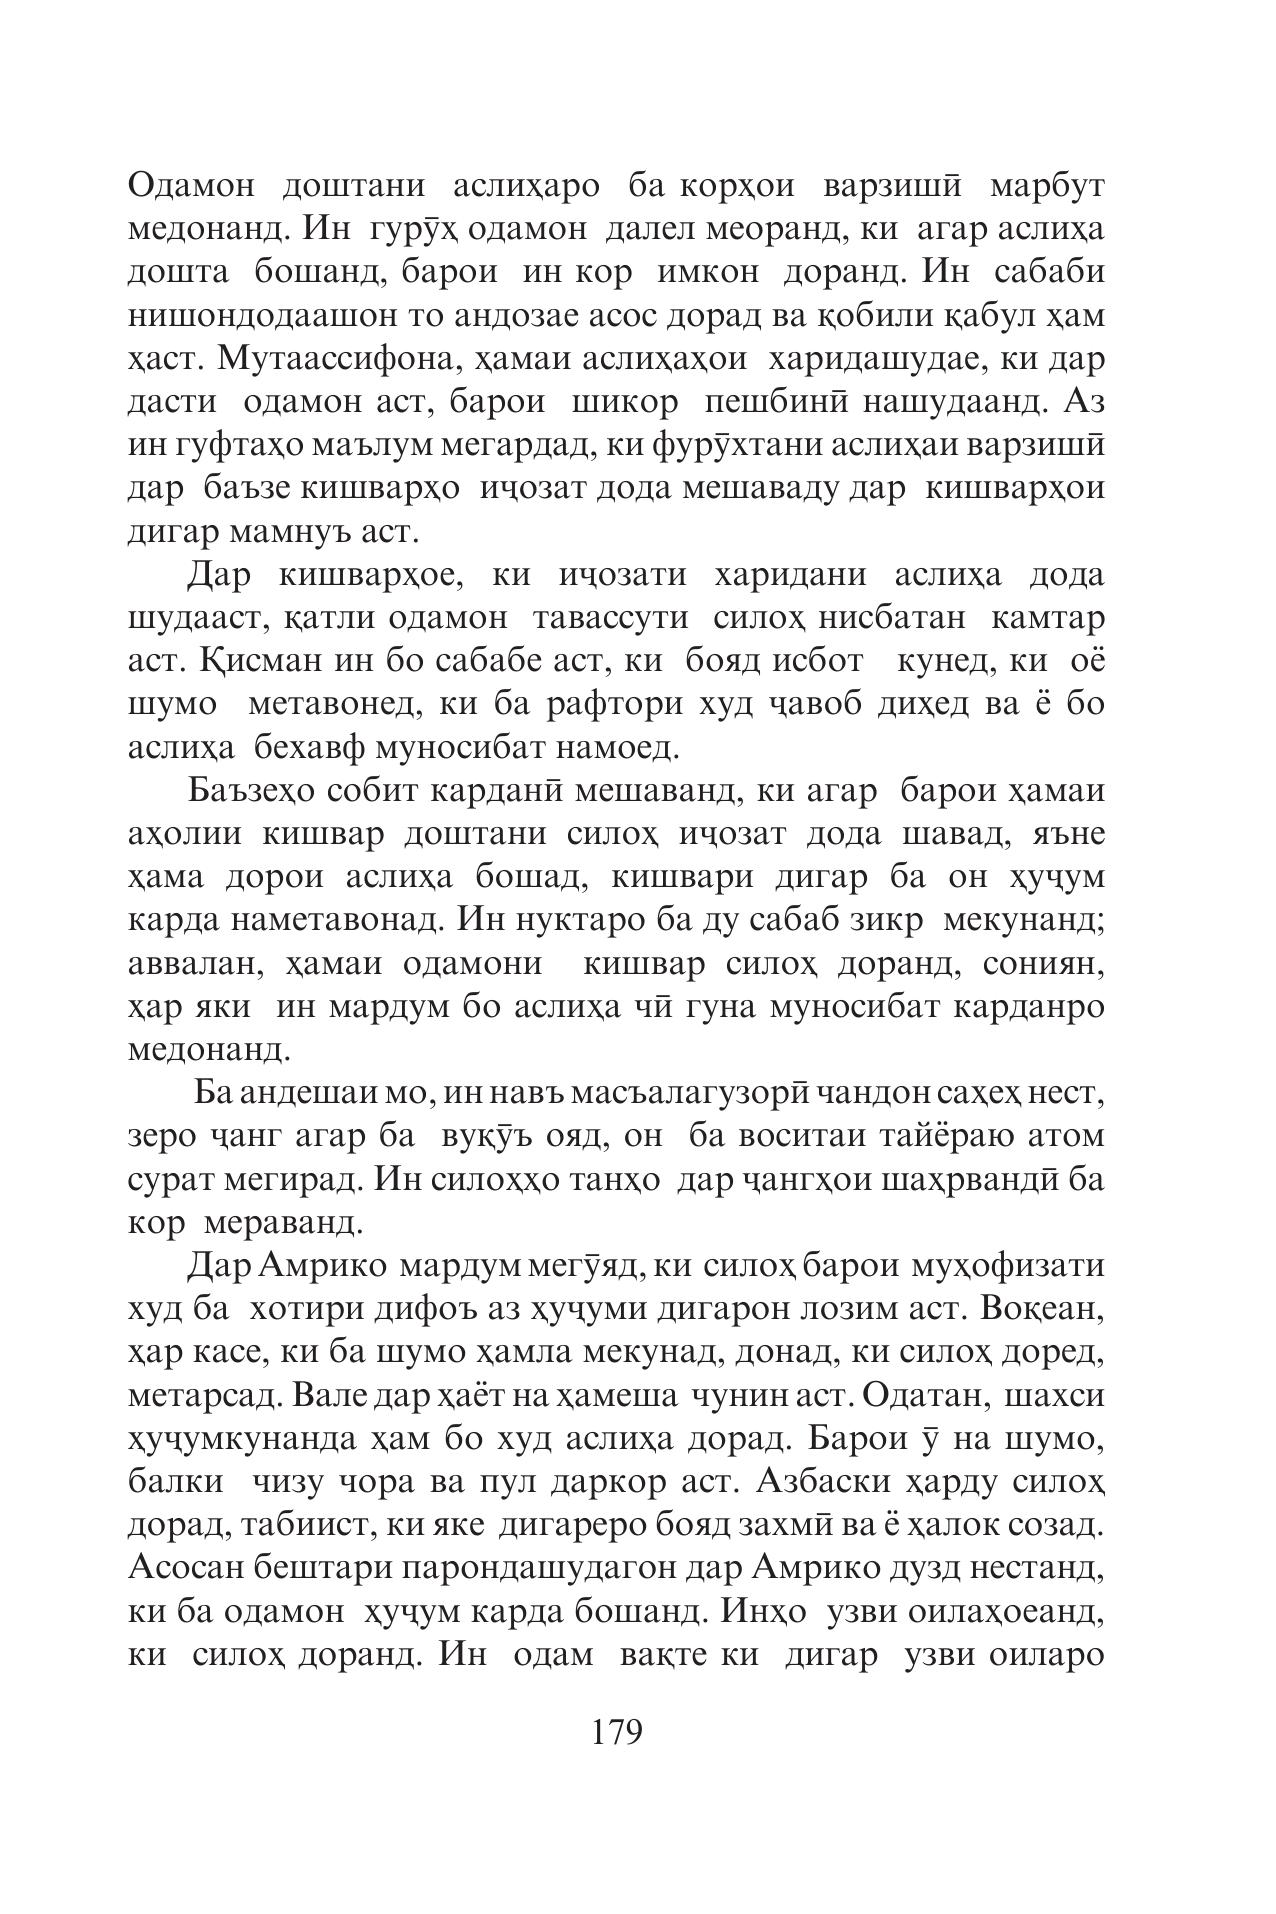 Одамон доштани аслиҳаро ба корҳои варзишӣ марбут
медонанд. Ин гурӯҳ одамон далел меоранд, ки агар аслиҳа
дошта бошанд, барои ин кор имкон доранд. Ин сабаби
нишондодаашон то андозае асос дорад ва қобили қабул ҳам
ҳаст. Мутаассифона, ҳамаи аслиҳаҳои харидашудае, ки дар
дасти одамон аст, барои шикор пешбинӣ нашудаанд. Аз
ин гуфтаҳо маълум мегардад, ки фурӯхтани аслиҳаи варзишӣ
дар баъзе кишварҳо иҷозат дода мешаваду дар кишварҳои
дигар мамнуъ аст.
Дар кишварҳое, ки иҷозати харидани аслиҳа дода
шудааст, қатли одамон тавассути силоҳ нисбатан камтар
аст. Қисман ин бо сабабе аст, ки бояд исбот кунед, ки оё
шумо метавонед, ки ба рафтори худ ҷавоб диҳед ва ё бо
аслиҳа бехавф муносибат намоед.
Баъзеҳо собит карданӣ мешаванд, ки агар барои ҳамаи
аҳолии кишвар доштани силоҳ иҷозат дода шавад, яъне
ҳама дорои аслиҳа бошад, кишвари дигар ба он ҳуҷум
карда наметавонад. Ин нуктаро ба ду сабаб зикр мекунанд;
аввалан, ҳамаи одамони кишвар силоҳ доранд, сониян,
ҳар яки ин мардум бо аслиҳа чӣ гуна муносибат карданро
медонанд.
Ба андешаи мо, ин навъ масъалагузорӣ чандон саҳеҳ нест,
зеро ҷанг агар ба вуқӯъ ояд, он ба воситаи тайёраю атом
сурат мегирад. Ин силоҳҳо танҳо дар ҷангҳои шаҳрвандӣ ба
кор мераванд.
Дар Амрико мардум мегӯяд, ки силоҳ барои муҳофизати
худ ба хотири дифоъ аз ҳуҷуми дигарон лозим аст. Воқеан,
ҳар касе, ки ба шумо ҳамла мекунад, донад, ки силоҳ доред,
метарсад. Вале дар ҳаёт на ҳамеша чунин аст. Одатан, шахси
ҳуҷумкунанда ҳам бо худ аслиҳа дорад. Барои ӯ на шумо,
балки чизу чора ва пул даркор аст. Азбаски ҳарду силоҳ
дорад, табиист, ки яке дигареро бояд захмӣ ва ё ҳалок созад.
Асосан бештари парондашудагон дар Амрико дузд нестанд,
ки ба одамон ҳуҷум карда бошанд. Инҳо узви оилаҳоеанд,
ки силоҳ доранд. Ин одам вақте ки дигар узви оиларо
179